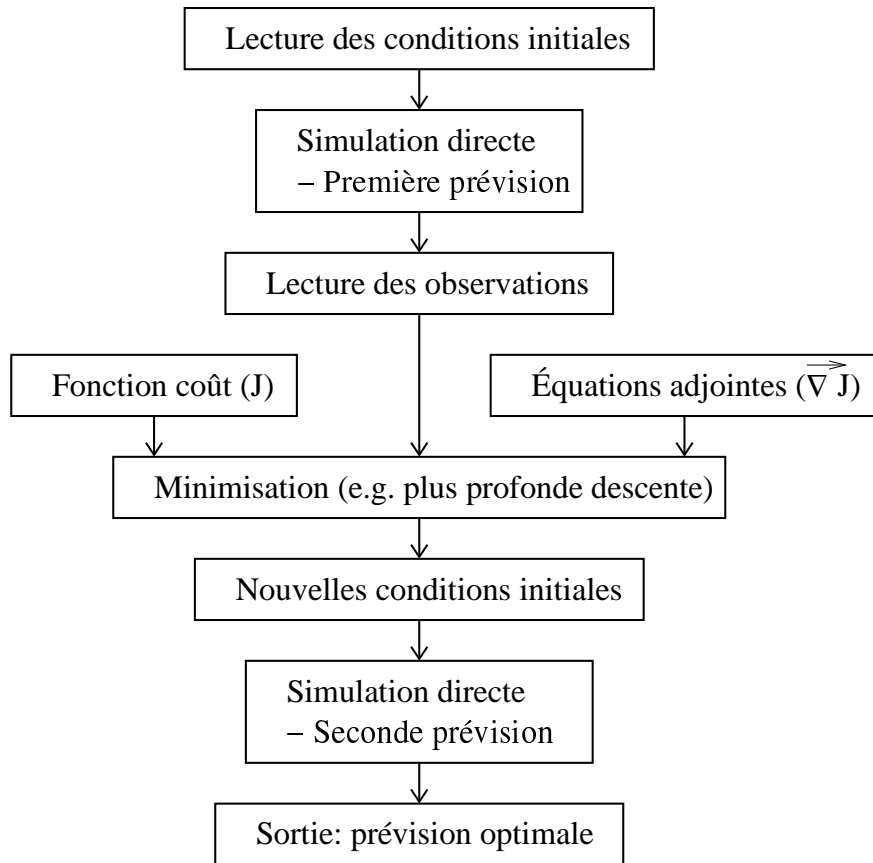 Lecture des conditions initiales
Simulation directe
− Première prévision
Lecture des observations
Fonction coût (J)
Équations adjointes (∇ J)
Minimisation (e.g. plus profonde descente)
Nouvelles conditions initiales
Simulation directe
− Seconde prévision
Sortie: prévision optimale